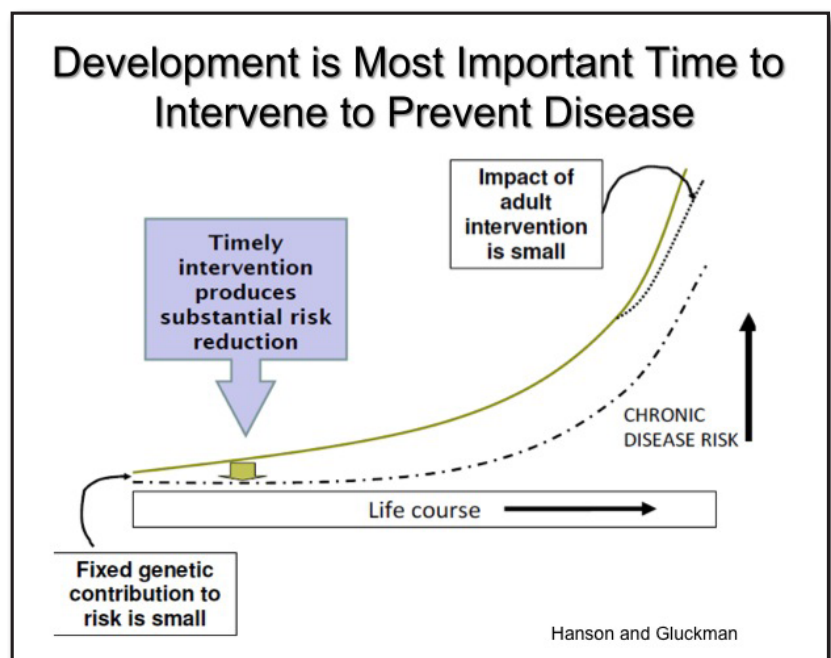 Development is Most Important Time to
Intervene to Prevent Disease
Impact of
adult
intervention
is small
Timely
intervention
produces
substantial risk
reduction
CHRONIC
DISEASE RISK
Life course
Fixed genetic
contribution to
risk is small
Hanson and Gluckman